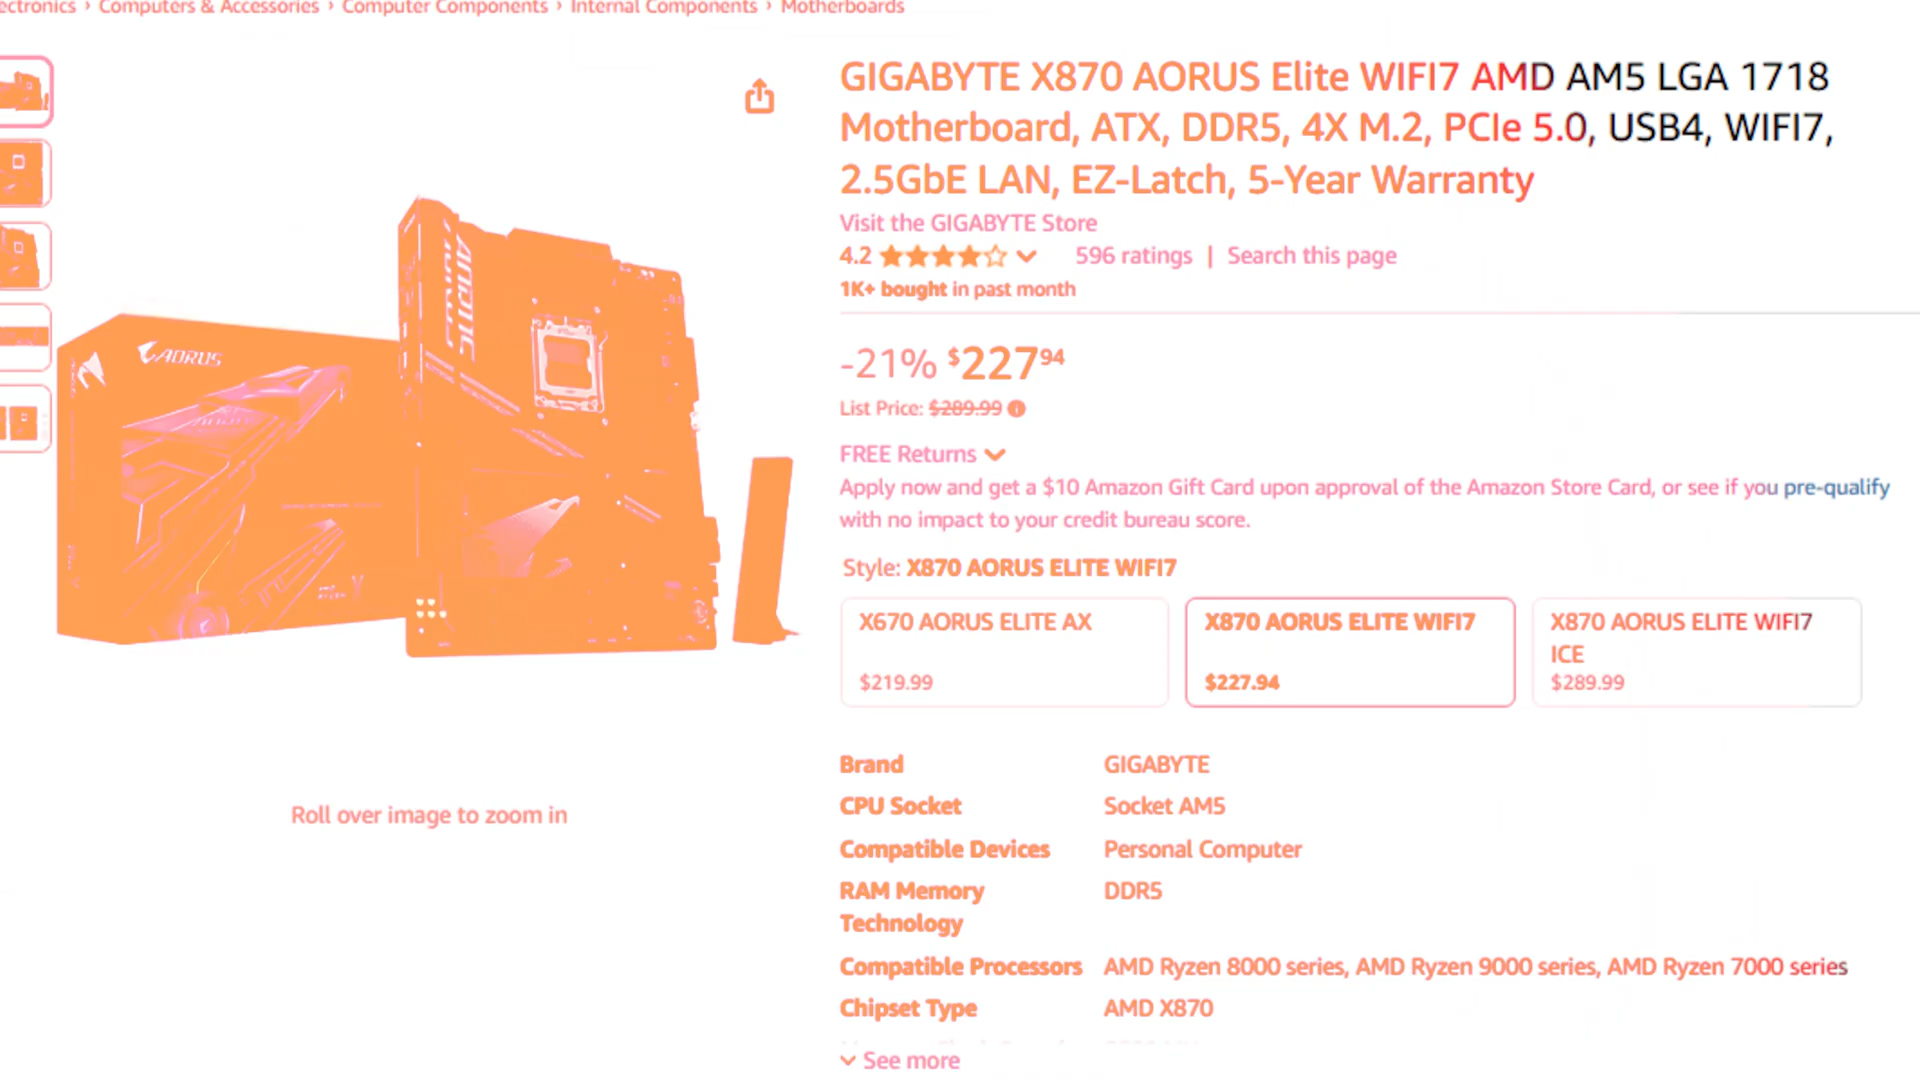 ectronics › Computers & Accessories › Computer Components › Internal Components › Motherboards
GIGABYTE X870 AORUS Elite WIFI7 AMD AM5 LGA 1718
Motherboard, ATX, DDR5, 4X M.2, PCIe 5.0, USB4, WIFI7,
2.5GbE LAN, EZ-Latch, 5-Year Warranty
Visit the GIGABYTE Store
4.2 596 ratings | Search this page
1K+ bought in past month
-21% $227 94
List Price: $289.99
FREE Returns
Apply now and get a $10 Amazon Gift Card upon approval of the Amazon Store Card, or see if you pre-qualify
with no impact to your credit bureau score.
Style: X870 AORUS ELITE WIFI7
X670 AORUS ELITE AX
$219.99
X870 AORUS ELITE WIFI7
$227.94
X870 AORUS ELITE WIFI7
ICE
$289.99
Brand GIGABYTE
CPU Socket Socket AM5
Compatible Devices Personal Computer
RAM Memory DDR5
Technology
Compatible Processors AMD Ryzen 8000 series, AMD Ryzen 9000 series, AMD Ryzen 7000 series
Chipset Type AMD X870
See more
AORUS
AORUS
Roll over image to zoom in